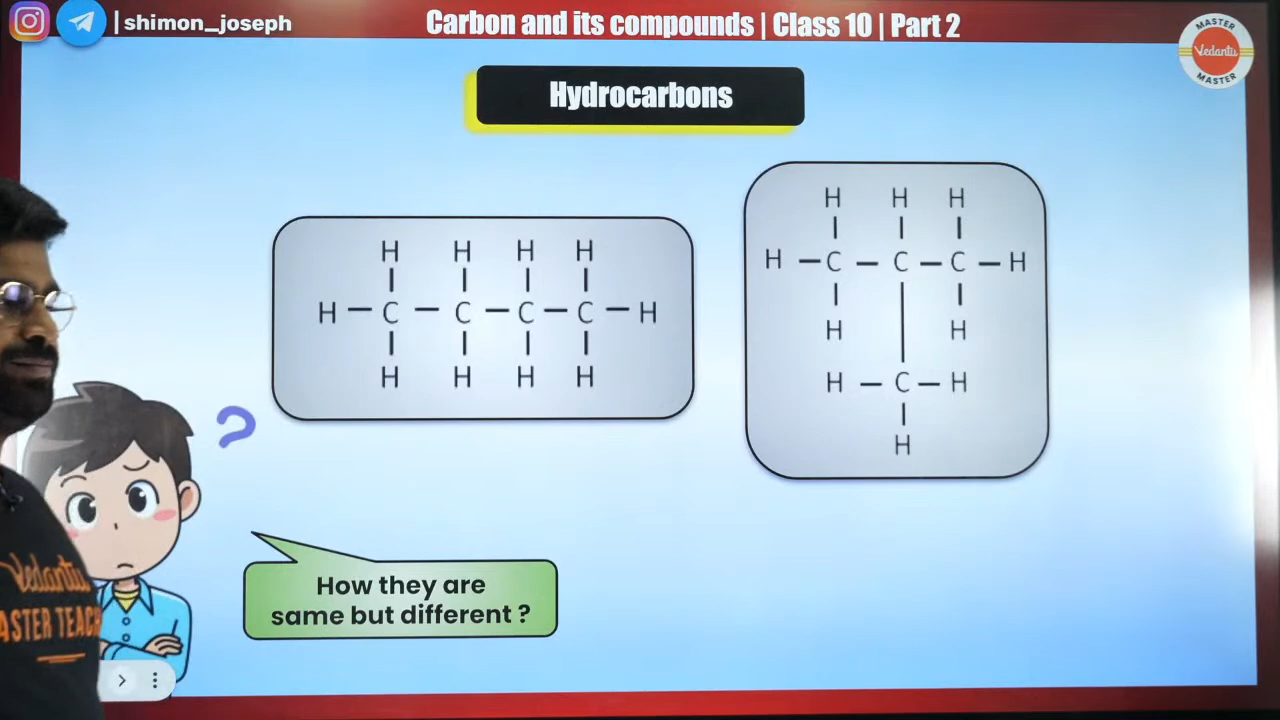 |shimon_joseph
Carbon and its compounds | Class 10 | Part 2
MASTER
Vedantu
MASTER
Hydrocarbons
H H H H
H – C – C – C – C – H
H H H H
H H H
H – C – C – C – H
H H
H – C – H
H
?
How they are
same but different ?
Vedantu
MASTER TEACH